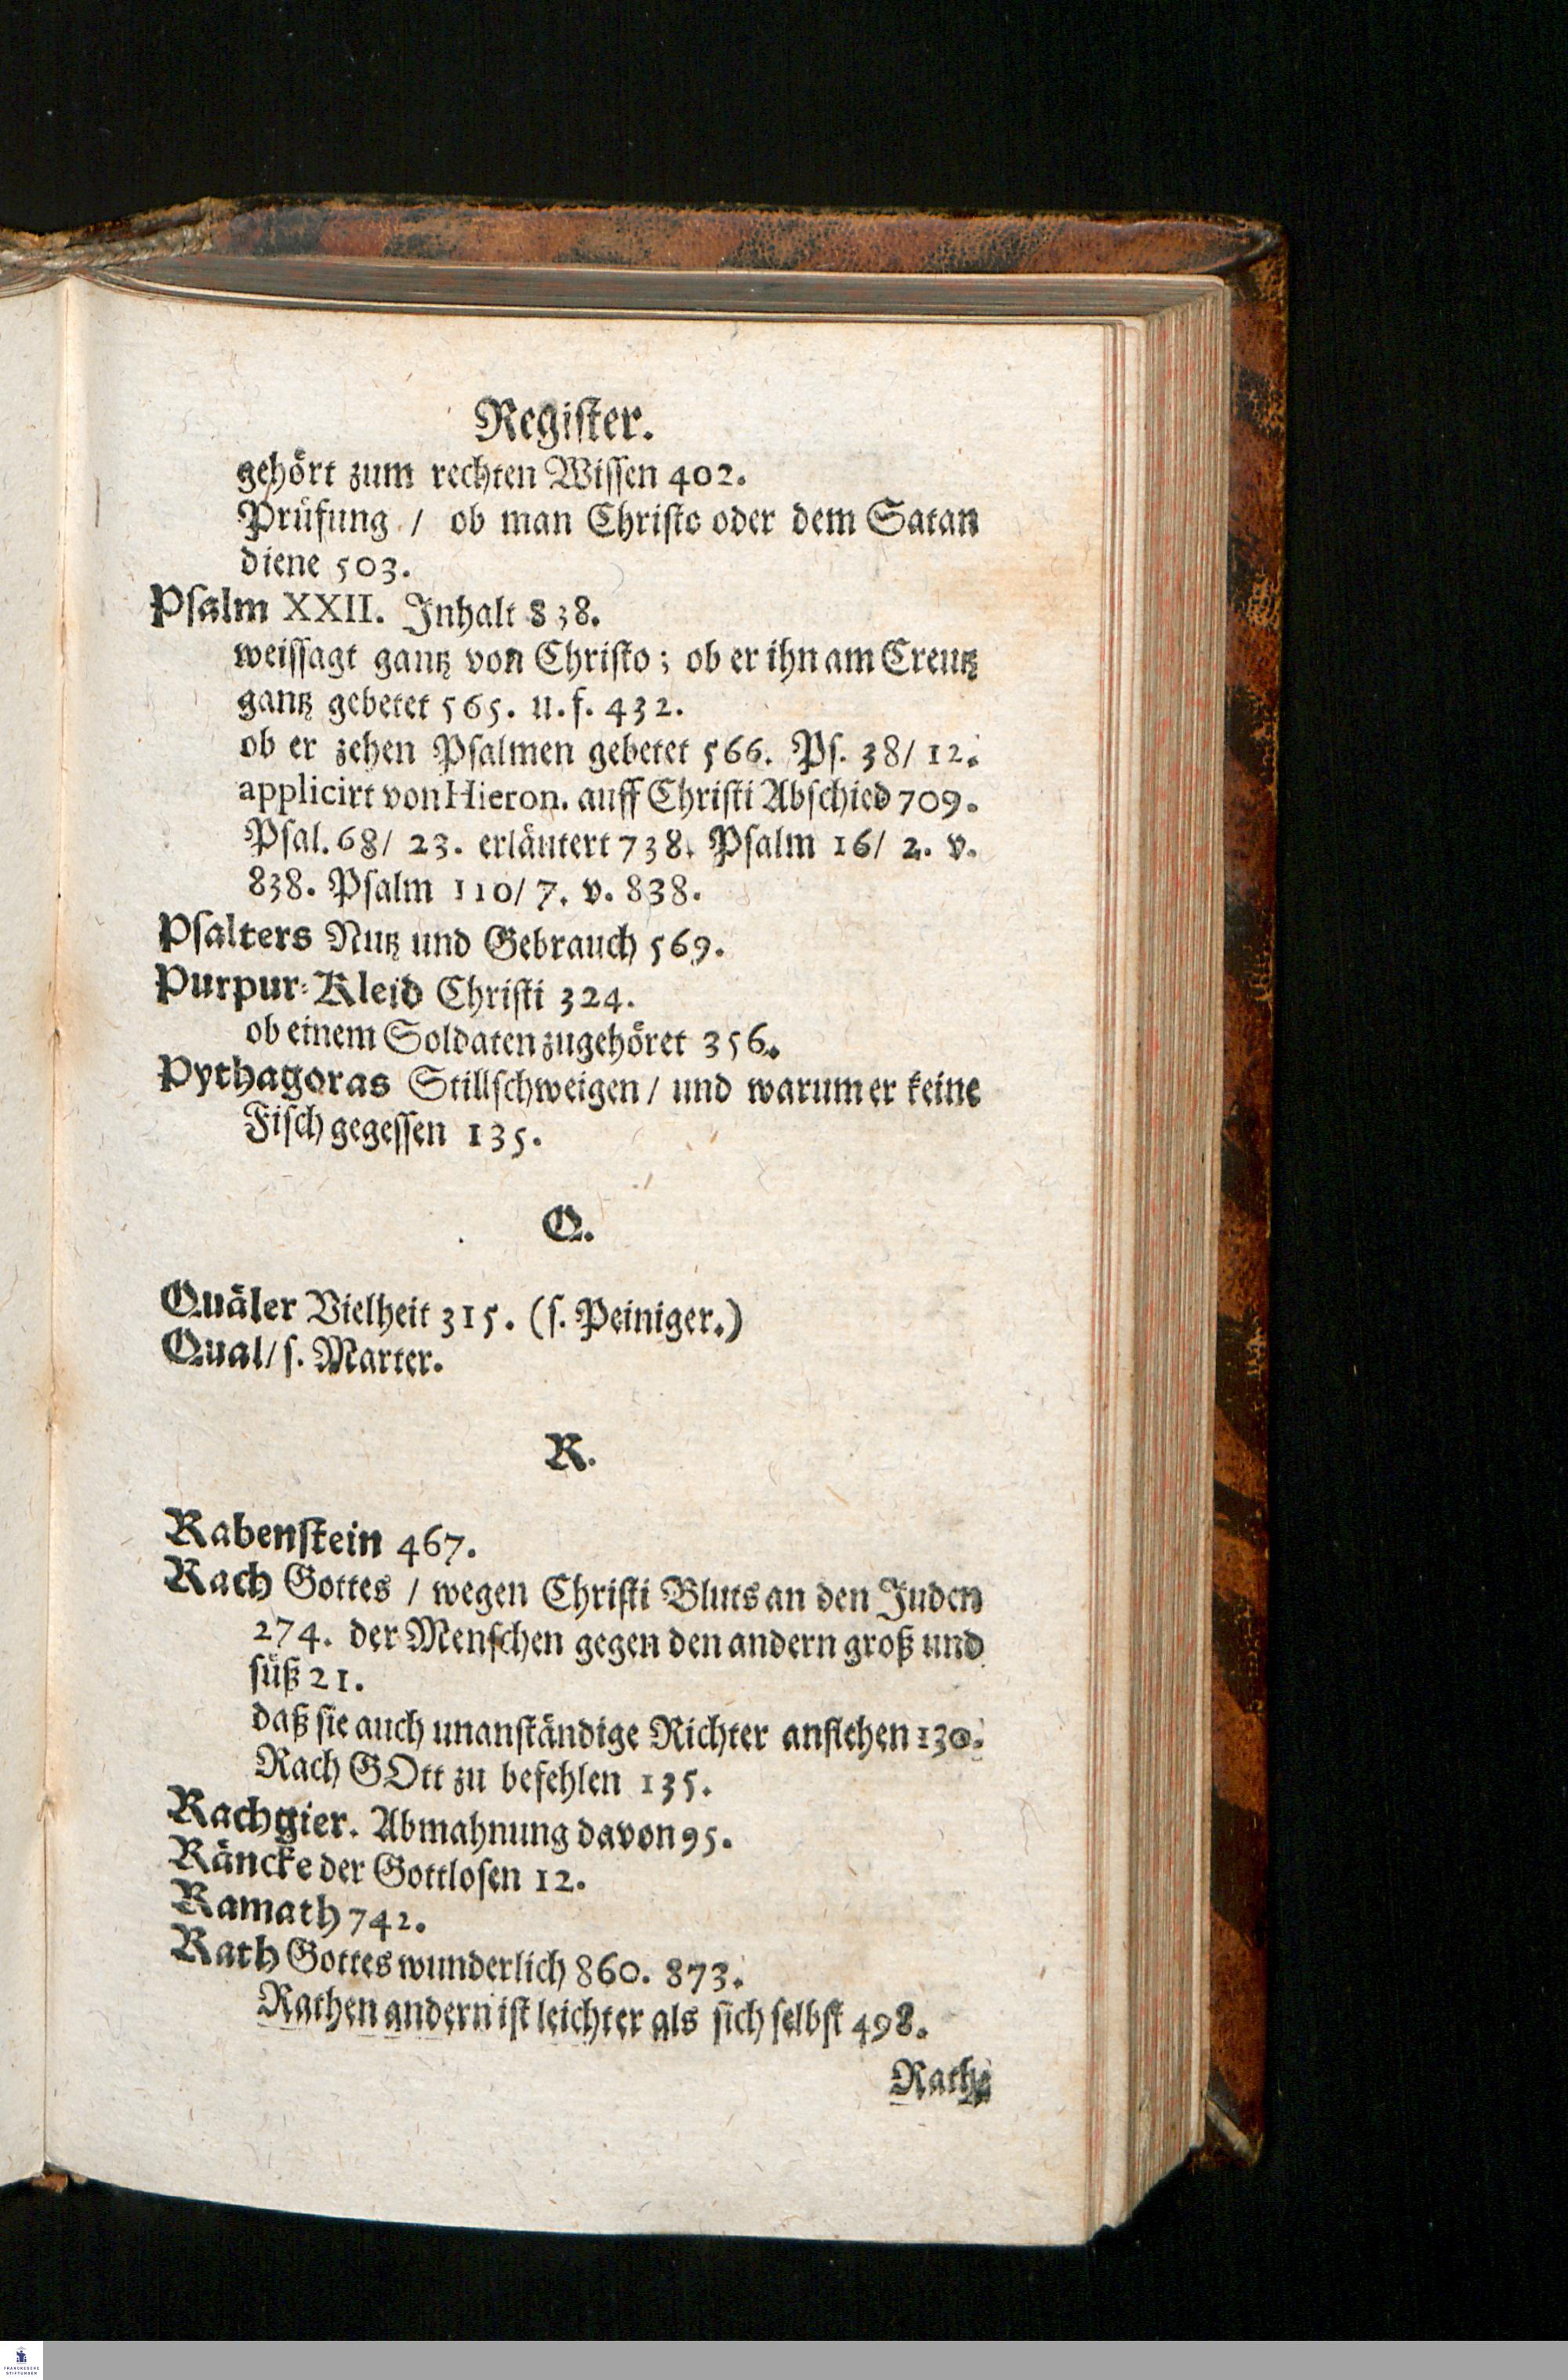 Register.
gehört zum rechten Wissen 402.
Prüfung / ob man Christo oder dem Satan
diene 503.
Psalm XXII. Inhalt 838.
weissagt gantz von Christo; ob er ihn am Creutz
gantz gebetet 565. u. f. 432.
ob er zehen Psalmen gebetet 566. Ps. 38/ 12.
applicirt von Hieron. auff Christi Abschied 709.
Psal. 68/ 23. erläutert 738. Psalm 16/ 2. v.
838. Psalm 110/ 7. v. 838.
Psalters Nutz und Gebrauch 569.
Purpur-Kleid Christi 324.
ob einem Soldaten zugehöret 356.
Pythagoras Stillschweigen / und warum er keine
Fisch gegessen 135.
Q.
Quäler Vielheit 315. (s. Peiniger.)
Qual/ s. Marter.
R.
Rabenstein 467.
Rach Gottes / wegen Christi Bluts an den Juden
274. der Menschen gegen den andern groß und
süß 21.
daß sie auch unanständige Richter anflehen 130.
Rach GOtt zu befehlen 135.
Rachgier. Abmahnung davon 95.
Räncke der Gottlosen 12.
Ramath 742.
Rath Gottes wunderlich 860. 873.
Rathen andern ist leichter als sich selbst 498.
Rath-
FRANCKESCHE
STIFTUNGEN